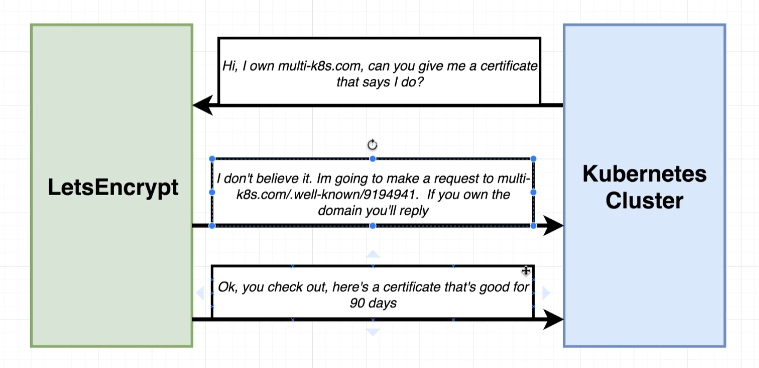 Hi, I own multi-k8s.com, can you give me a certificate
that says I do?
LetsEncrypt
Kubernetes
Cluster
I don't believe it. Im going to make a request to multi-
k8s.com/.well-known/9194941.  If you own the
domain you'll reply
Ok, you check out, here's a certificate that's good for
90 days